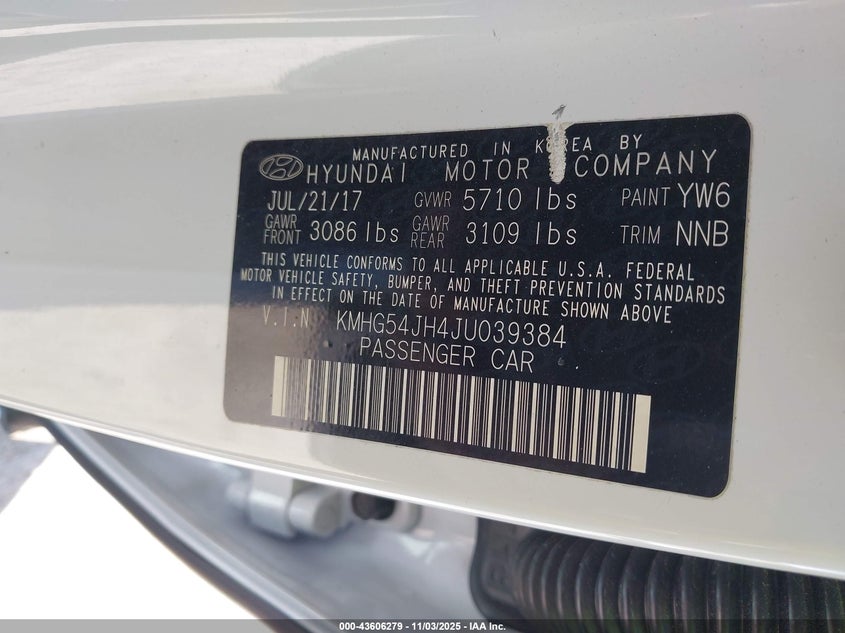 MANUFACTURED IN KOREA BY
HYUNDAI MOTOR COMPANY
JUL/21/17 GVWR 5710 lbs PAINT YW6
GAWR FRONT 3086 lbs GAWR REAR 3109 lbs TRIM NNB
THIS VEHICLE CONFORMS TO ALL APPLICABLE U.S.A. FEDERAL
MOTOR VEHICLE SAFETY, BUMPER, AND THEFT PREVENTION STANDARDS
IN EFFECT ON THE DATE OF MANUFACTURE SHOWN ABOVE
V.I.N KMHG54JH4JU039384
PASSENGER CAR
000-43606279 - 11/03/2025 - IAA Inc.